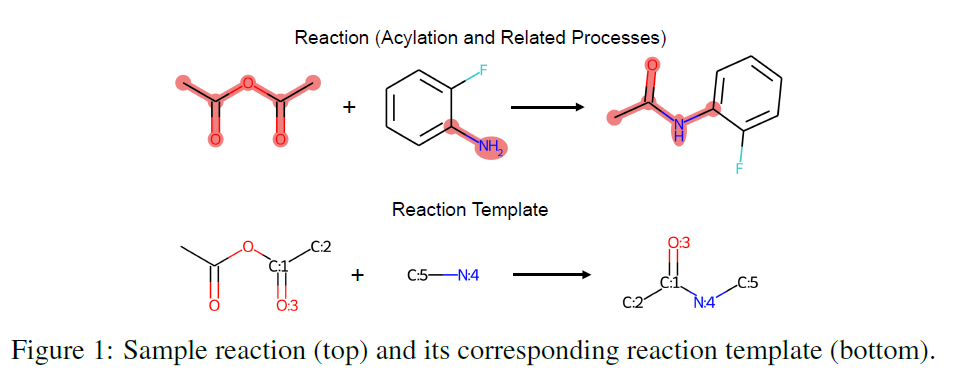 Reaction (Acylation and Related Processes)
O O O + F NH2 O N H F
Reaction Template
O O C:1 O:3 C:2 + C:5 N:4 O:3 C:1 C:2 N:4 C:5
Figure 1: Sample reaction (top) and its corresponding reaction template (bottom).